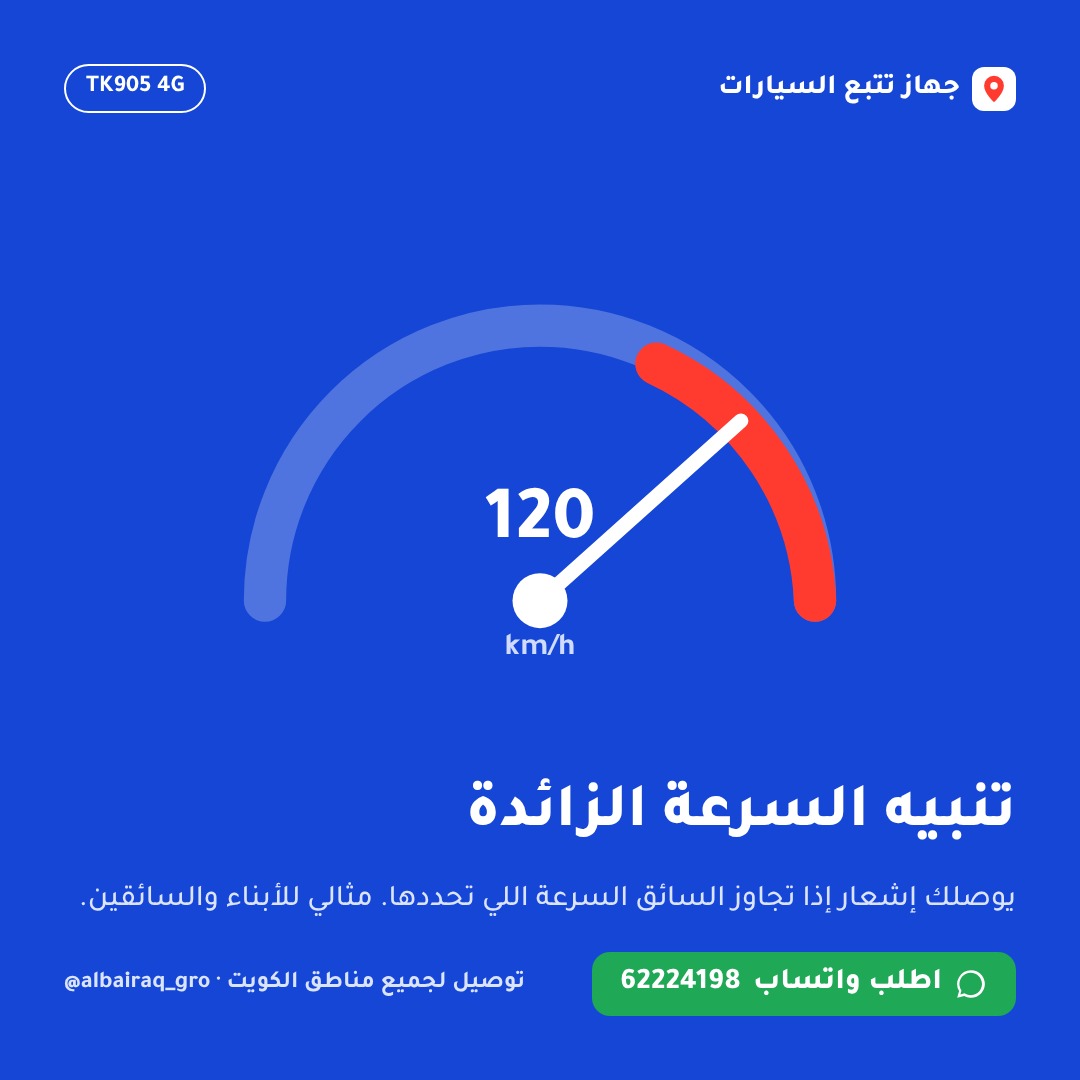 جهاز تتبع السيارات
TK905 4G
120
km/h
تنبيه السرعة الزائدة
يوصلك إشعار إذا تجاوز السائق السرعة اللي تحددها. مثالي للأبناء والسائقين.
اطلب واتساب 62224198
توصيل لجميع مناطق الكويت · @albairaq_gro